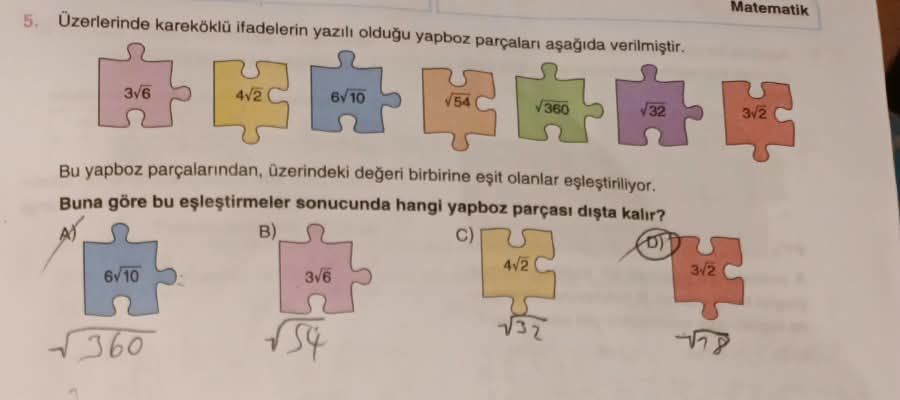 Matematik
5. Üzerlerinde kareköklü ifadelerin yazılı olduğu yapboz parçaları aşağıda verilmiştir.
3√6 4√2 6√10 √54 √360 √32 3√2
Bu yapboz parçalarından, üzerindeki değeri birbirine eşit olanlar eşleştiriliyor.
Buna göre bu eşleştirmeler sonucunda hangi yapboz parçası dışta kalır?
A) B) C) D)
6√10 3√6 4√2 3√2
√360 √54 √32 √18